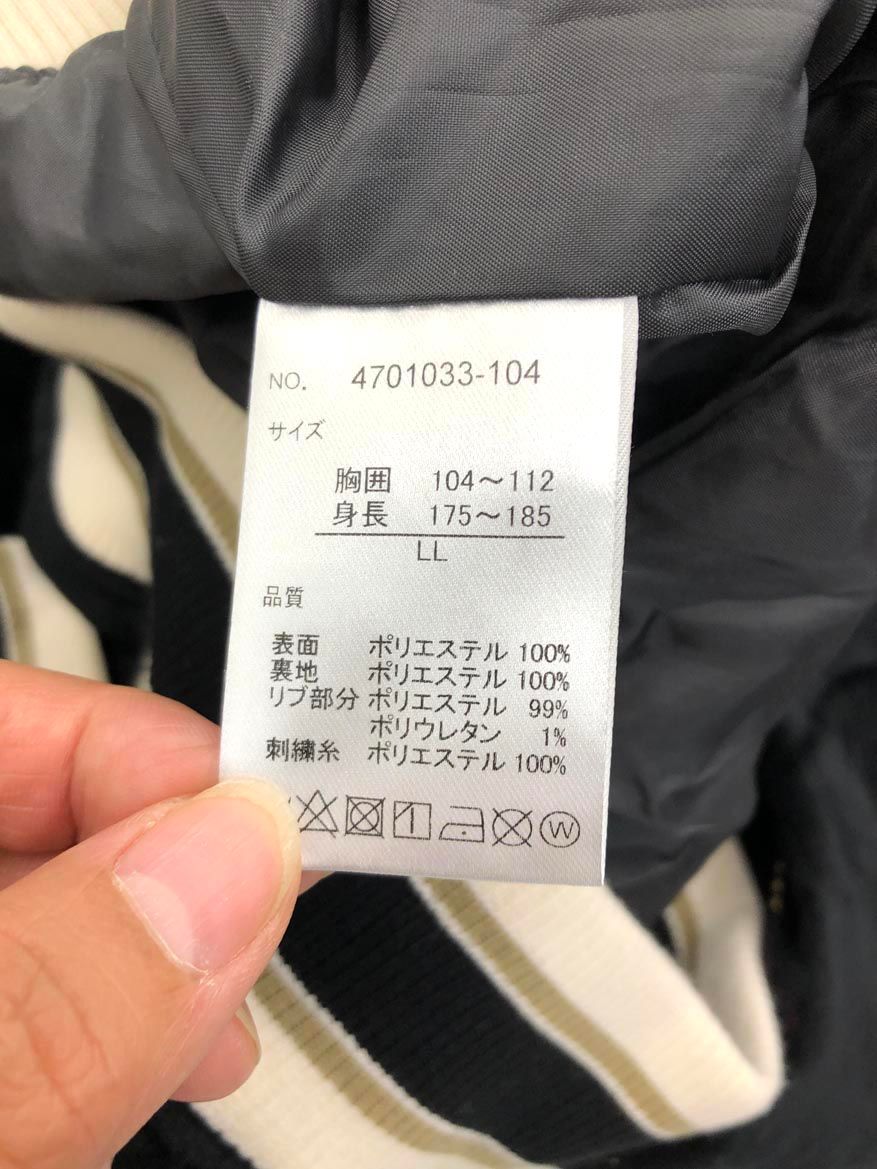 NO. 4701033-104
サイズ
胸囲 104～112
身長 175～185
LL
品質
表面 ポリエステル 100%
裏地 ポリエステル 100%
リブ部分 ポリエステル 99%
ポリウレタン 1%
刺繍糸 ポリエステル 100%
W